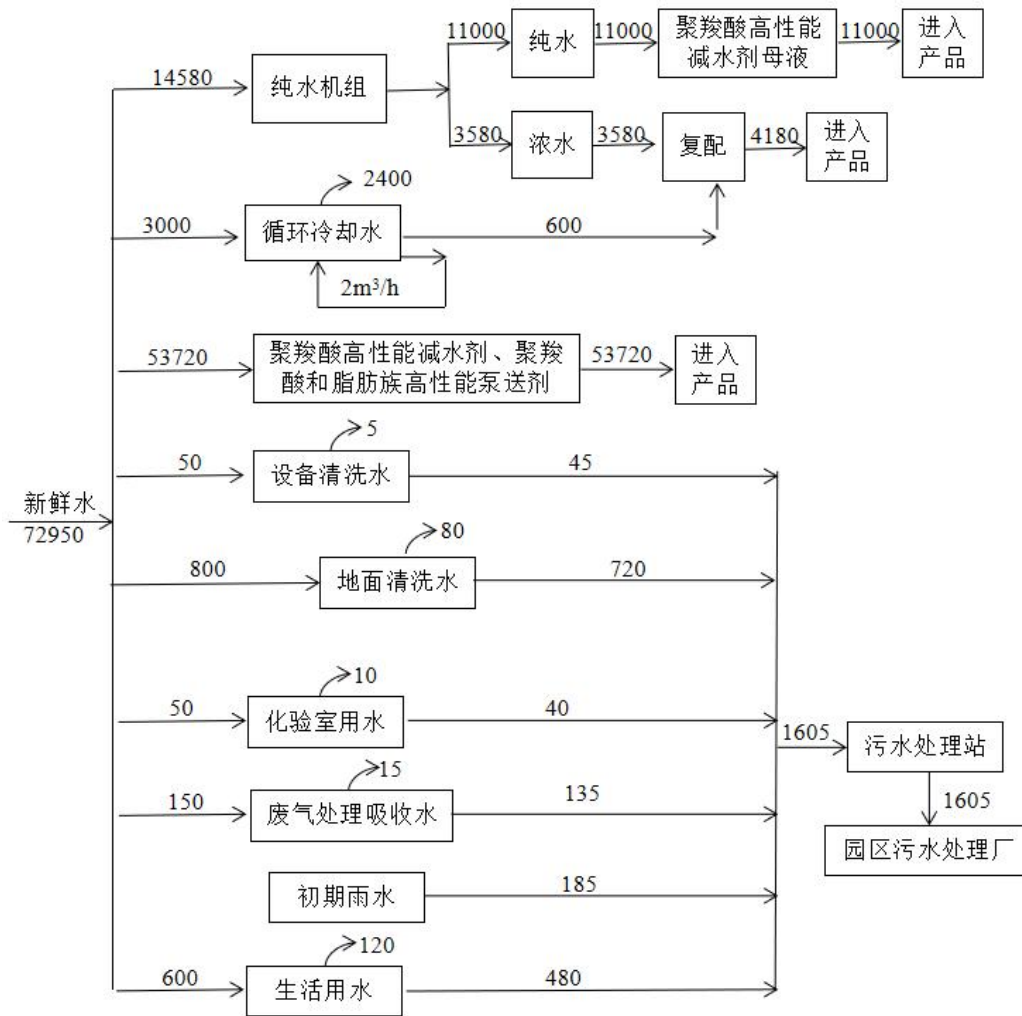 14580
纯水机组
11000
纯水
11000
聚羧酸高性能
减水剂母液
11000
进入
产品
3580
浓水
3580
复配
4180
进入
产品
2400
3000
循环冷却水
600
2m³/h
53720
聚羧酸高性能减水剂、聚羧
酸和脂肪族高性能泵送剂
53720
进入
产品
5
50
设备清洗水
45
新鲜水
72950
80
800
地面清洗水
720
10
50
化验室用水
40
1605
污水处理站
15
150
废气处理吸收水
135
1605
园区污水处理厂
初期雨水
185
120
600
生活用水
480